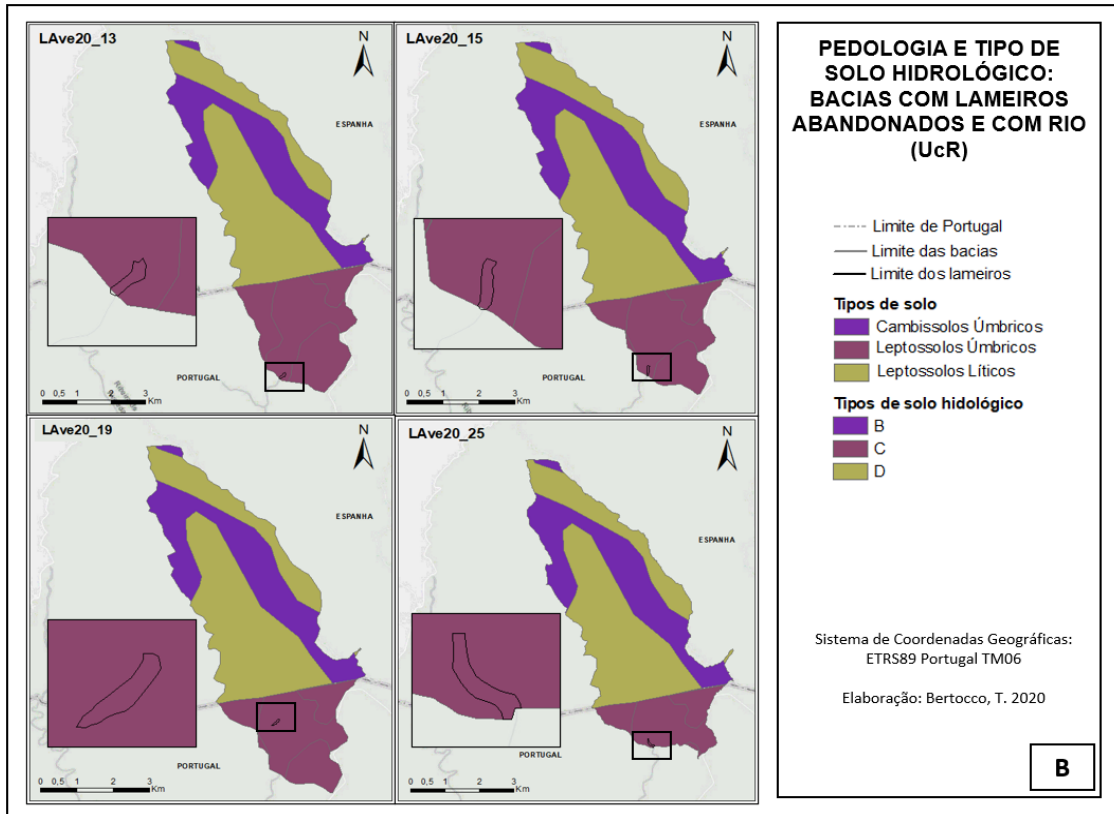 LAve20_13
N
ESPANHA
PORTUGAL
0 0,5 1 2 3
Km
LAve20_15
N
ESPANHA
PORTUGAL
0 0,5 1 2 3
Km
LAve20_19
N
ESPANHA
PORTUGAL
0 0,5 1 2 3
Km
LAve20_25
N
ESPANHA
PORTUGAL
0 0,5 1 2 3
Km
PEDOLOGIA E TIPO DE
SOLO HIDROLÓGICO:
BACIAS COM LAMEIROS
ABANDONADOS E COM RIO
(UcR)
Limite de Portugal
Limite das bacias
Limite dos lameiros
Tipos de solo
Cambissolos Úmbricos
Leptossolos Úmbricos
Leptossolos Líticos
Tipos de solo hidológico
B
C
D
Sistema de Coordenadas Geográficas:
ETRS89 Portugal TM06
Elaboração: Bertocco, T. 2020
B